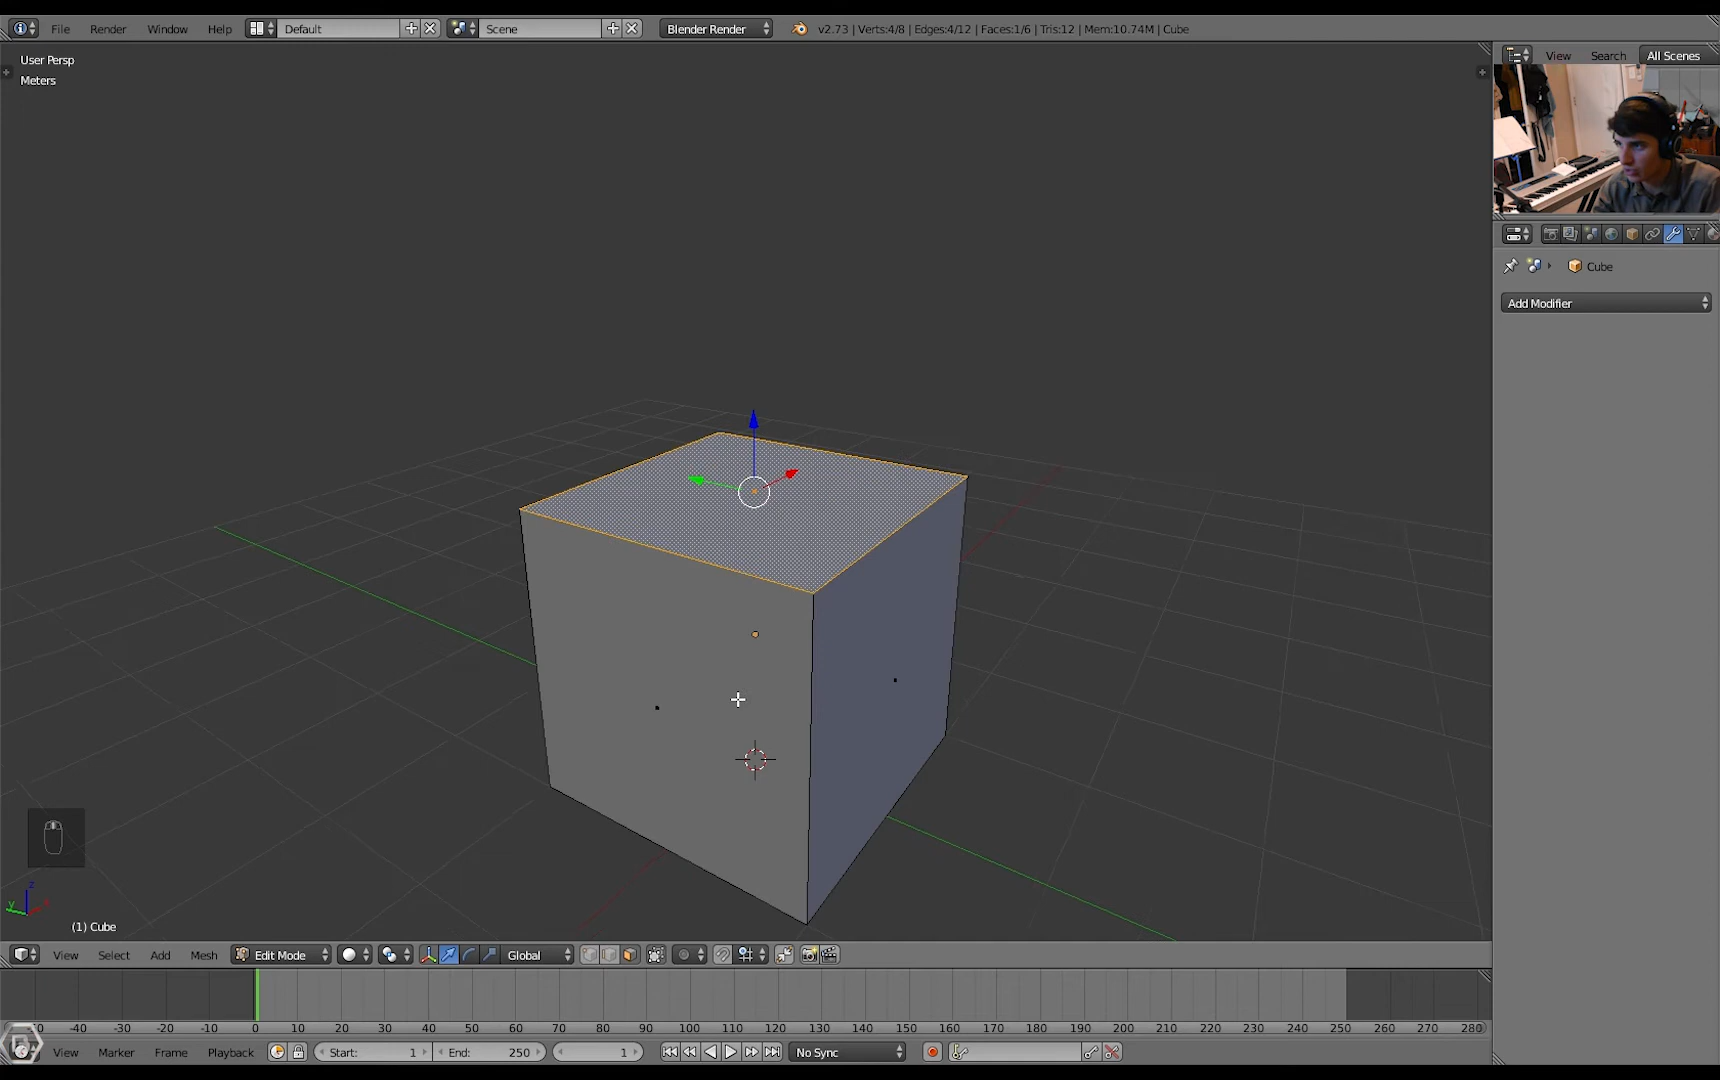 File Render Window Help Default Scene Blender Render v2.73 | Verts:4/8 | Edges:4/12 | Faces:1/6 | Tris:12 | Mem:10.74M | Cube
User Persp
Meters
View Search All Scenes
Cube
Add Modifier
z
y
(1) Cube
View Select Add Mesh Edit Mode Global
-40 -30 -20 -10 0 10 20 30 40 50 60 70 80 90 100 110 120 130 140 150 160 170 180 190 200 210 220 230 240 250 260 270 280
View Marker Frame Playback Start: 1 End: 250 1 No Sync